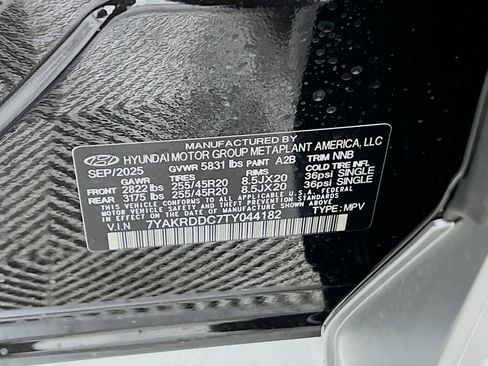 MANUFACTURED BY
HYUNDAI MOTOR GROUP METAPLANT AMERICA, LLC
SEP/2025 GVWR 5831 lbs PAINT A2B TRIM NNB
GAWR TIRES RIMS COLD TIRE INFL
FRONT 2822 lbs 255/45R20 8.5JX20 36psi SINGLE
REAR 3175 lbs 255/45R20 8.5JX20 36psi SINGLE
THIS VEHICLE CONFORMS TO ALL APPLICABLE U.S.A. FEDERAL
MOTOR VEHICLE SAFETY AND THEFT PREVENTION STANDARDS IN EFFECT ON THE
DATE OF MANUFACTURE SHOWN ABOVE.
V.I.N 7YAKRDDC7TY044182 TYPE: MPV